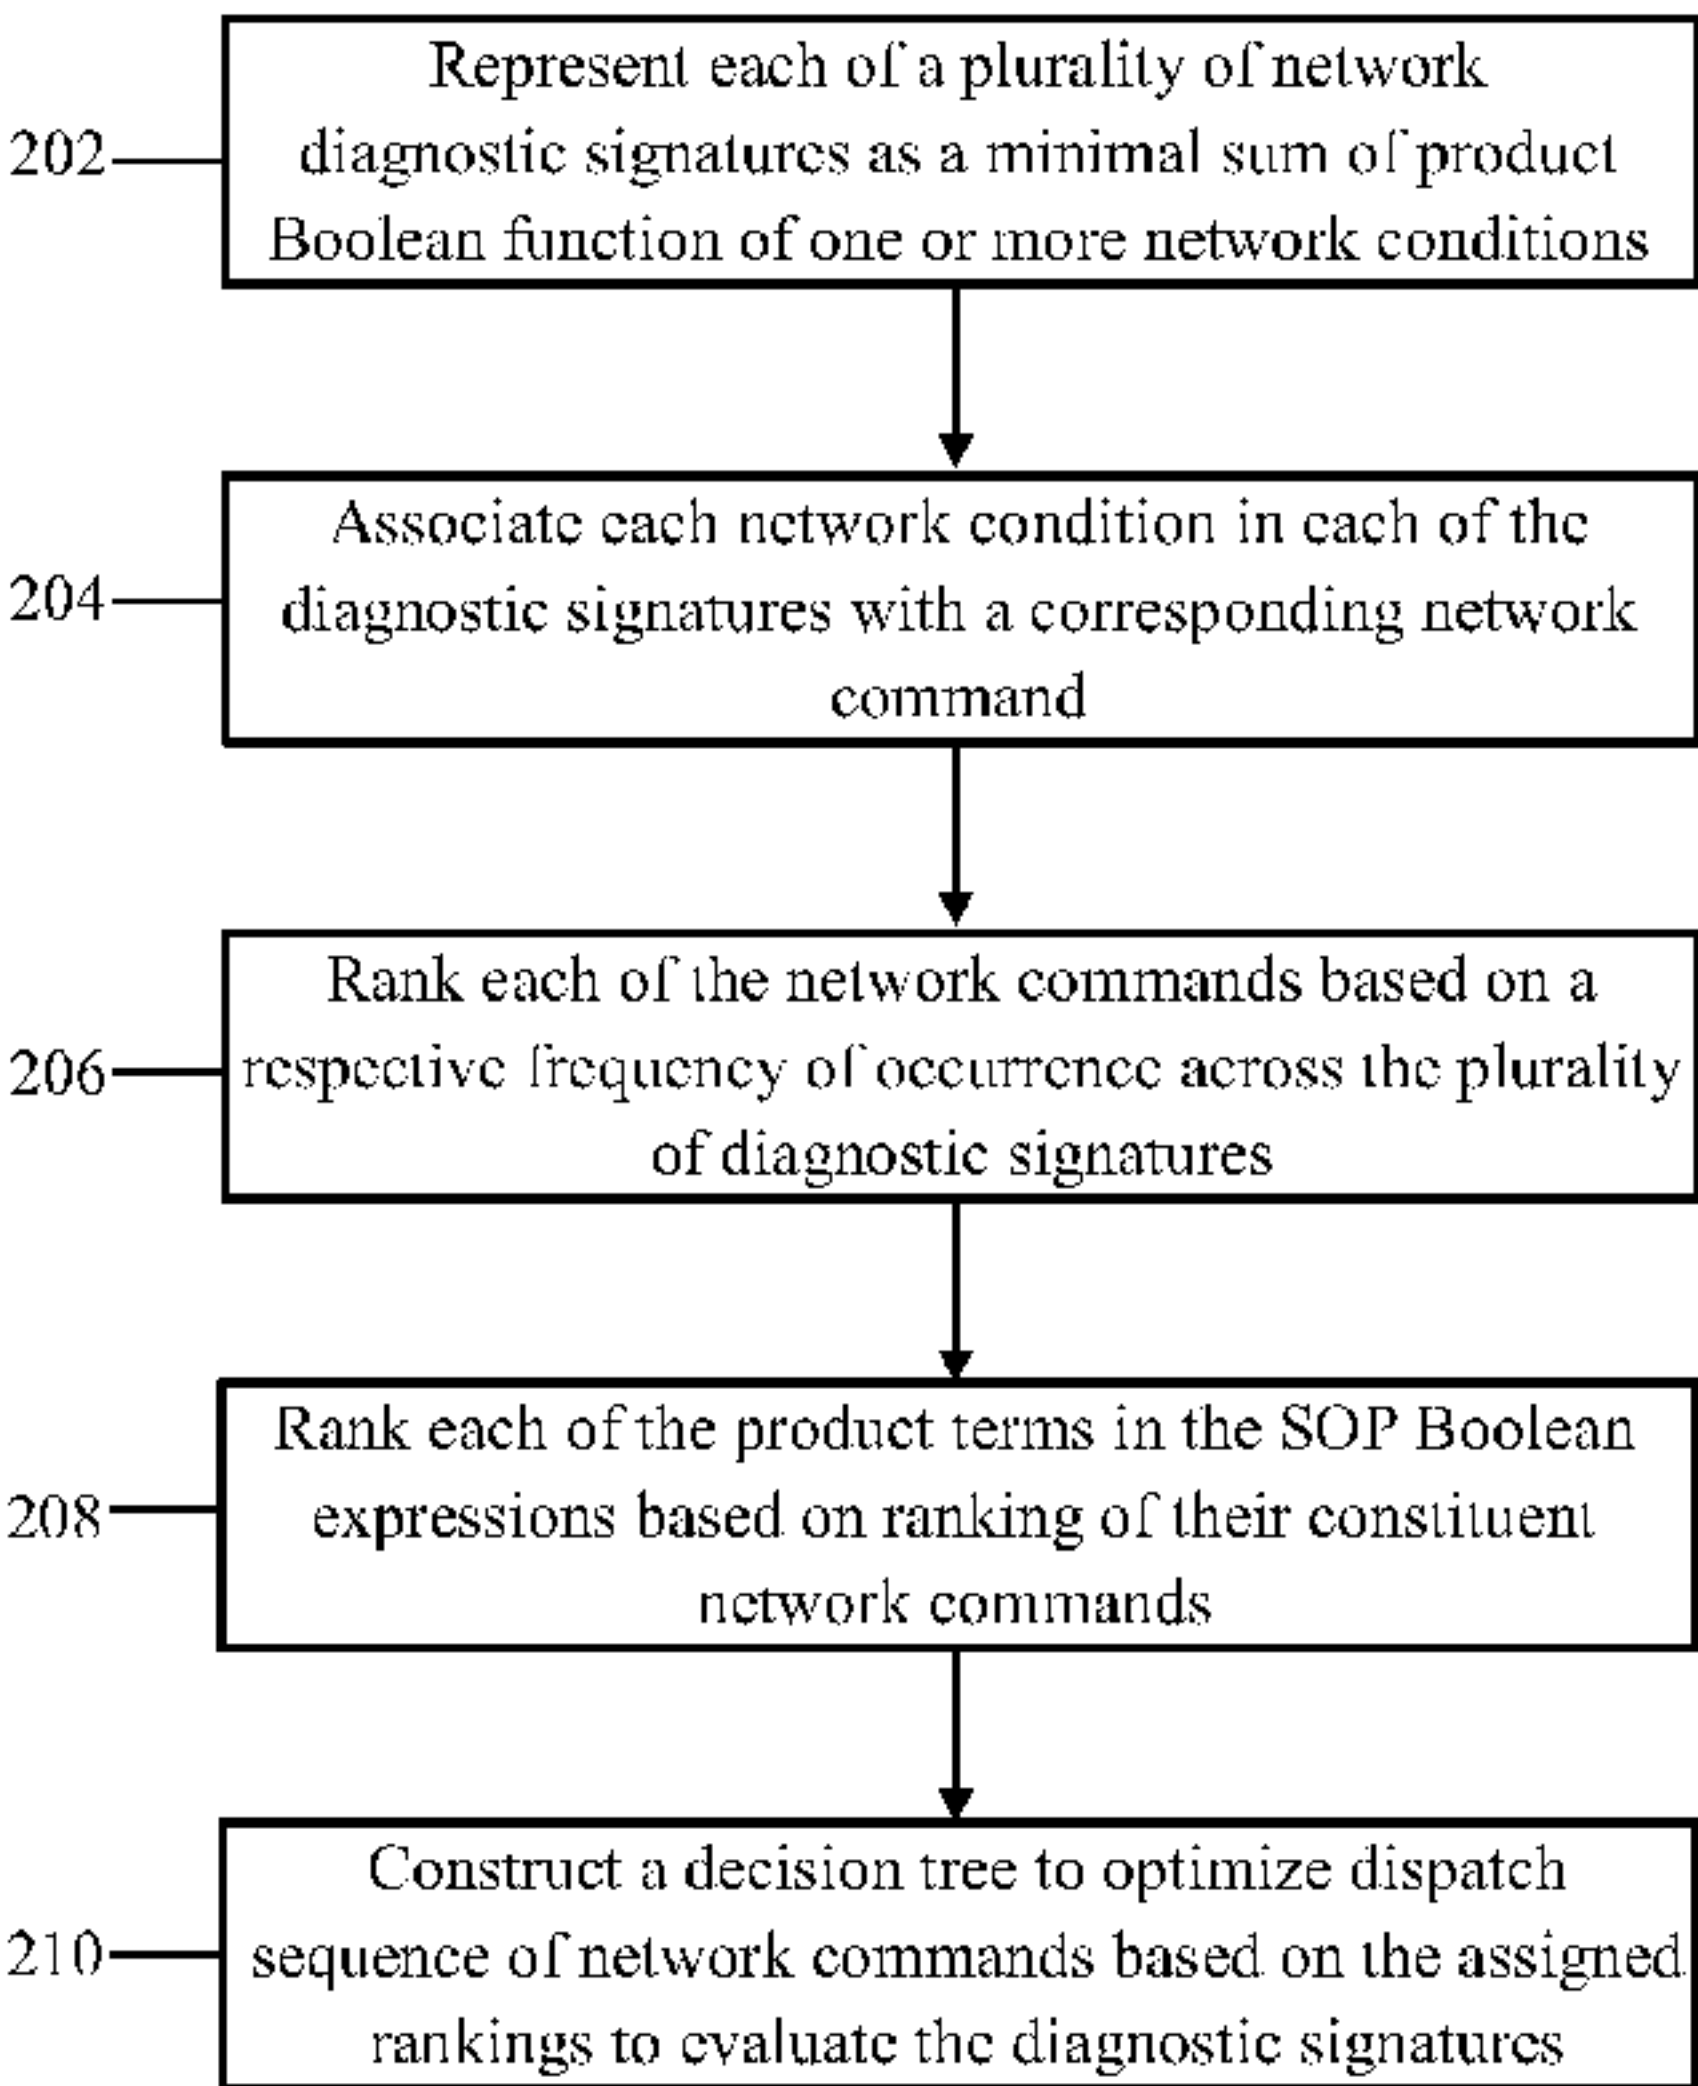 Represent each of a plurality of network
202
diagnostic signatures as a minimal sum of product
Boolean function of one or more network conditions
Associate each network condition in each of the
204
diagnostic signatures with a corresponding network
command
Rank each of the network commands based on a
206
respective frequency of occurrence across the plurality
of diagnostic signatures
Rank each of the product terms in the SOP Boolean
208
expressions based on ranking of their constituent
network commands
Construct a decision tree to optimize dispatch
210
sequence of network commands based on the assigned
rankings to evaluate the diagnostic signatures